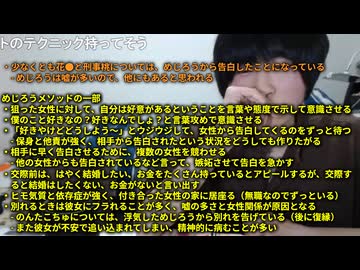 トのテクニック持ってそう
・少なくとも花●と刑事桃については、めじろうから告白したことになっている
- めじろうは嘘が多いので、他にもあると思われる
めじろうメソッドの一部
・狙った女性に対して、自分は好意があるということを言葉や態度で示して意識させる
・僕のこと好きなの?好きなんでしょ?と言葉攻めで意識させる
・「好きやけどどうしよう～」とウジウジして、女性から告白してくるのをずっと待つ
- 保身と他責が強く、相手から告白されたという状況をどうしても作りたがる
・相手に早く告白させるために、複数の女性を競わせる
- 他の女性からも告白されているなど言って、嫉妬させて告白を急かす
・交際前は、はやく結婚したい、お金をたくさん持っているとアピールするが、交際す
ると結婚はしたくない、お金がないと言い出す
・ヒモ気質と依存症が強く、付き合った女性の家に居座る（無職なのでずっといる）
・別れるときは彼女にフラれることが多く、嘘の多さと女性関係が原因となる
- のんたこちゅについては、浮気しためじろうから別れを告げている（後に復縁）
- また彼女が不安で追い込まれてしまい、精神的に病むことが多い